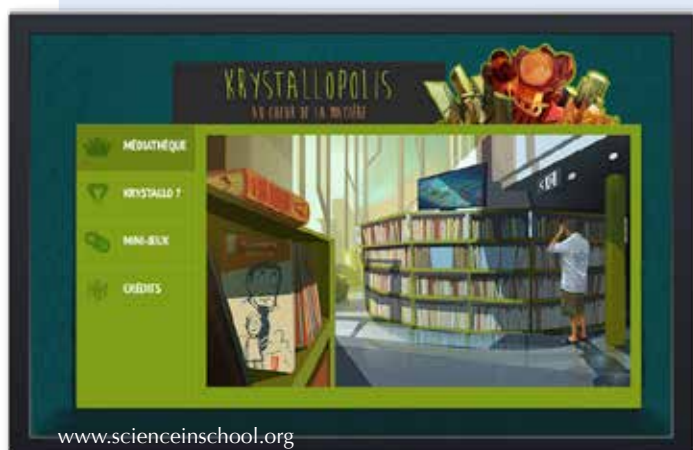 KRYSTALLOPOLIS
AU CŒUR DE LA MATIÈRE
MÉDIATHÈQUE
KRYSTALLO ?
MINI-JEUX
CRÉDITS
www.scienceinschool.org